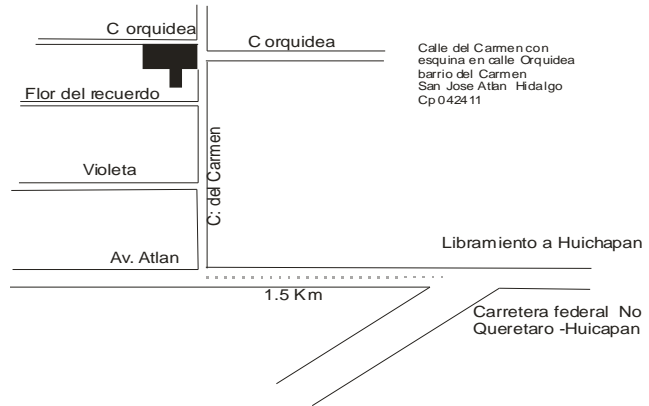 C orquidea
C orquidea
Calle del Carmen con
esquina en calle Orquidea
barrio del Carmen
San Jose Atlan Hidalgo
Cp 042411
Flor del recuerdo
Violeta
C: del Carmen
Av. Atlan
Libramiento a Huichapan
1.5 Km
Carretera federal No
Queretaro -Huicapan